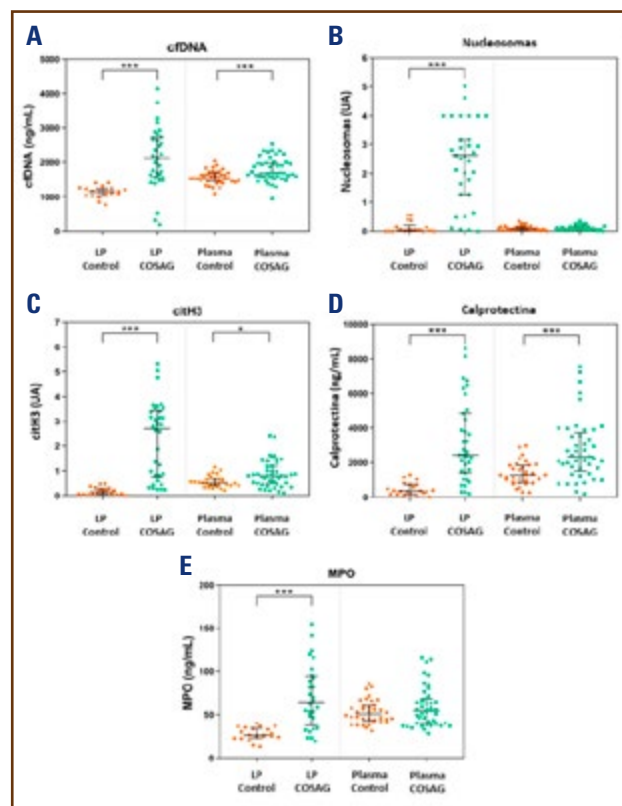 A
cfDNA
***
***
cfDNA (ng/mL)
5000
4000
3000
2000
1000
0
LP Control
LP COSAG
Plasma Control
Plasma COSAG
B
Nucleosomas
***
Nucleosomas (UA)
6
5
4
3
2
1
0
LP Control
LP COSAG
Plasma Control
Plasma COSAG
C
citH3
***
*
citH3 (UA)
7
6
5
4
3
2
1
0
LP Control
LP COSAG
Plasma Control
Plasma COSAG
D
Calprotectina
***
***
Calprotectina (ng/mL)
10000
8000
6000
4000
2000
0
LP Control
LP COSAG
Plasma Control
Plasma COSAG
E
MPO
***
MPO (ng/mL)
200
150
100
50
0
LP Control
LP COSAG
Plasma Control
Plasma COSAG